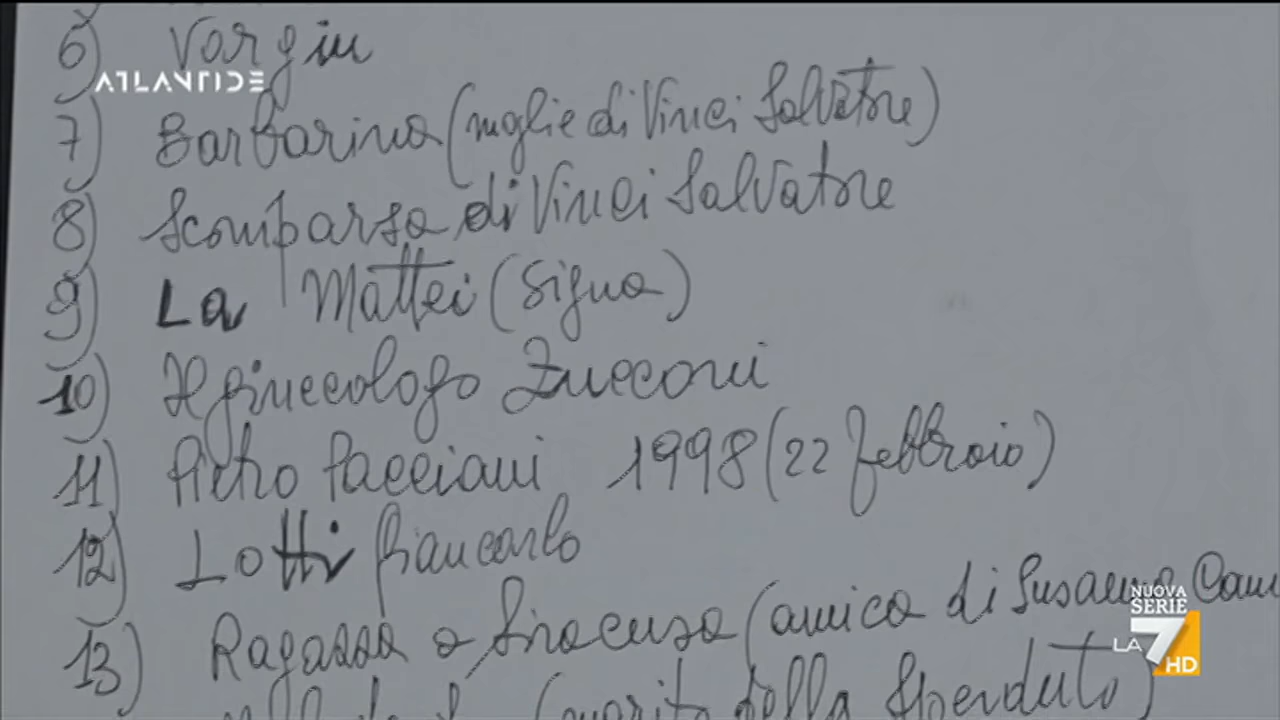 6) Vargiu
ATLANTIDE
7) Barbarina (moglie di Vinci Salvatore)
8) Scomparsa di Vinci Salvatore
9) La Mattei (Signa)
10) Il ginecologo Zucconi
11) Pietro Pacciani 1998 (22 febbraio)
12) Lotti Giancarlo
13) Ragazza a Siracusa (amica di Susanna Cam
NUOVA
SERIE
LA 7 HD
(marito della Sperduto)